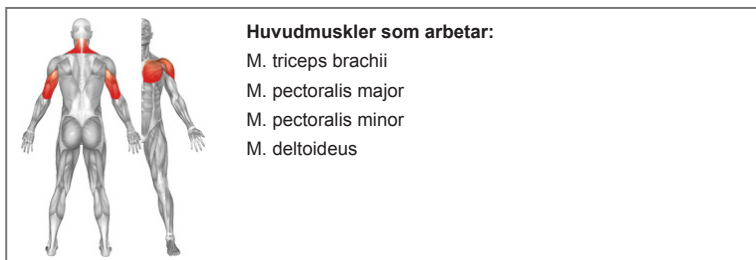 Huvudmuskler som arbetar:
M. triceps brachii
M. pectoralis major
M. pectoralis minor
M. deltoideus